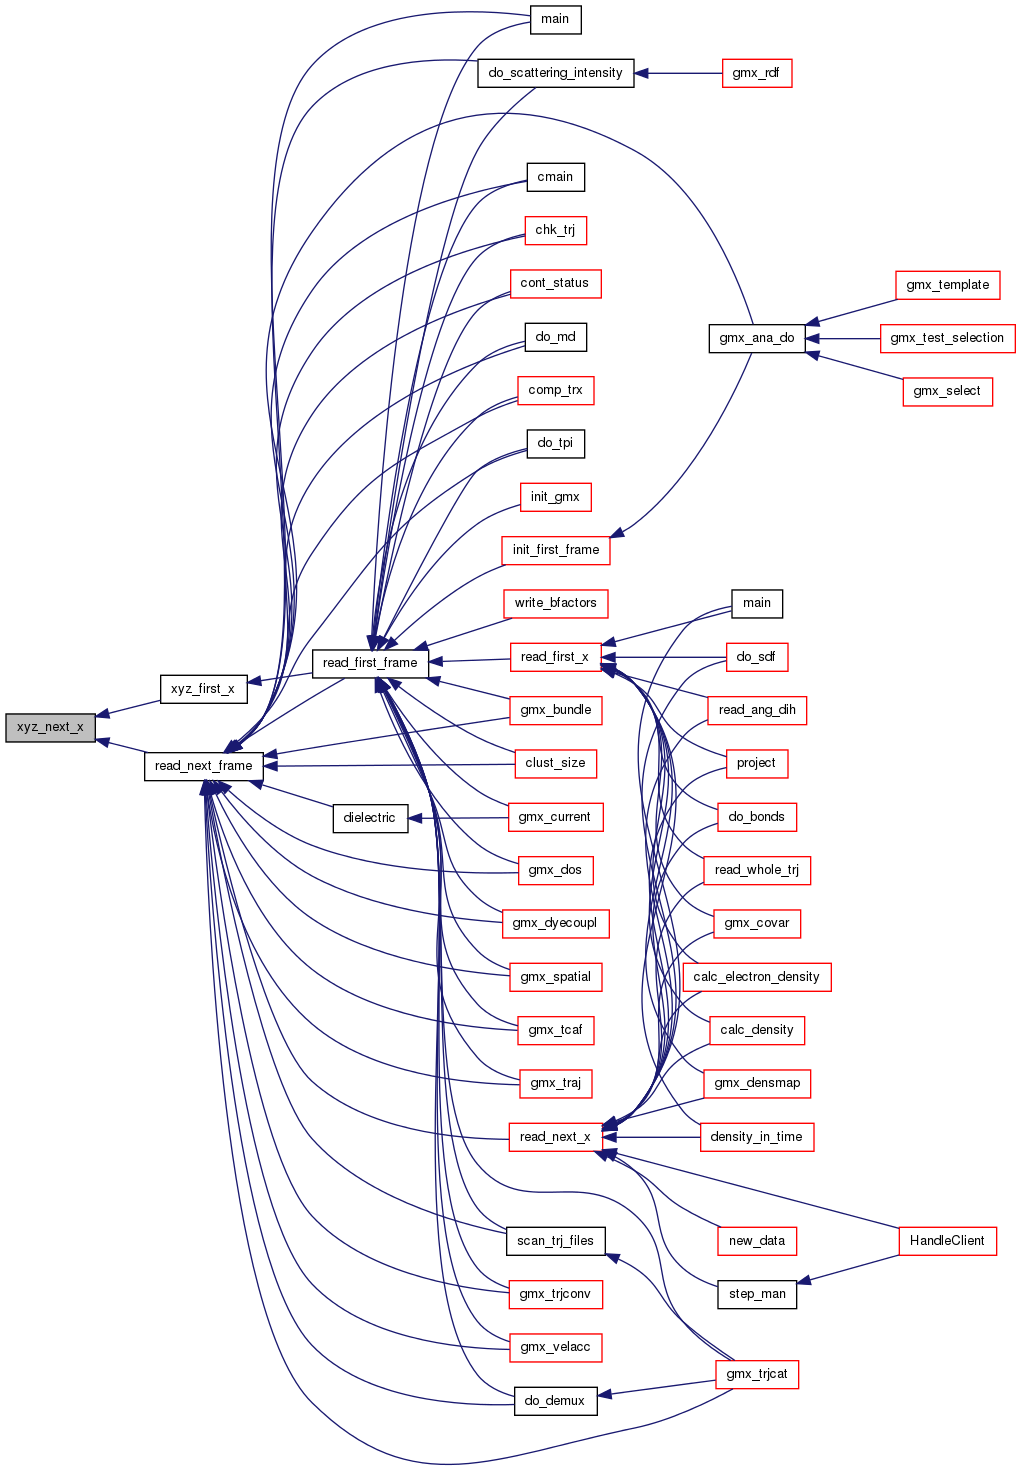 main
do_scattering_intensity
gmx_rdf
cmain
chk_trj
cont_status
gmx_template
do_md
gmx_ana_do
gmx_test_selection
comp_trx
gmx_select
do_tpi
init_gmx
init_first_frame
write_bfactors
main
read_first_frame
read_first_x
do_sdf
xyz_first_x
gmx_bundle
read_ang_dih
xyz_next_x
read_next_frame
clust_size
project
dielectric
gmx_current
do_bonds
gmx_dos
read_whole_trj
gmx_dyecoupl
gmx_covar
gmx_spatial
calc_electron_density
gmx_tcaf
calc_density
gmx_traj
gmx_densmap
read_next_x
density_in_time
scan_trj_files
new_data
HandleClient
gmx_trjconv
step_man
gmx_velacc
gmx_trjcat
do_demux